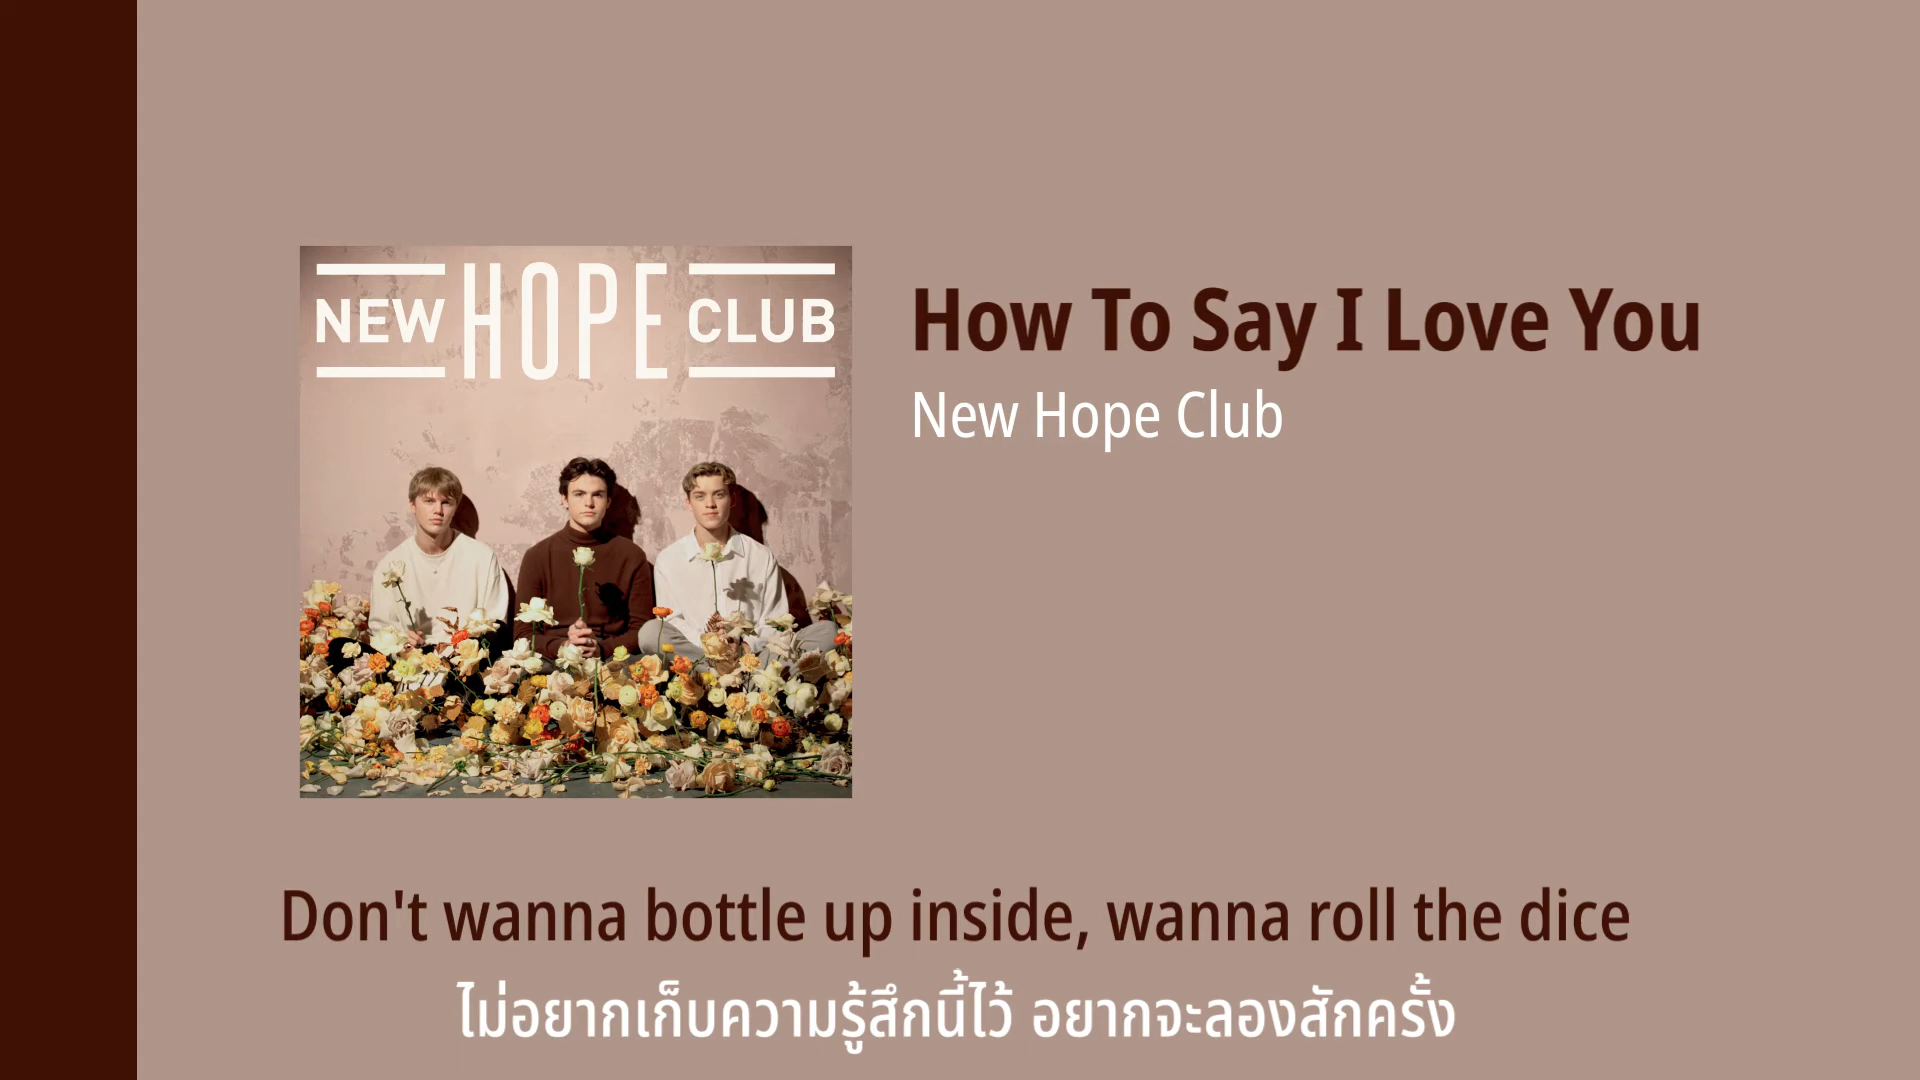 NEW HOPE CLUB
How To Say I Love You
New Hope Club
Don't wanna bottle up inside, wanna roll the dice
ไม่อยากเก็บความรู้สึกนี้ไว้ อยากจะลองสักครั้ง